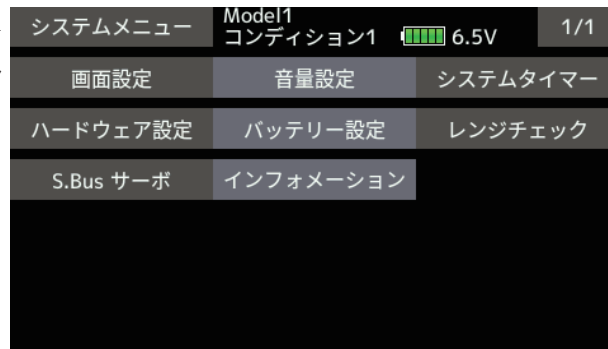 システムメニュー
Model1
コンディション1
6.5V
1/1
画面設定
音量設定
システムタイマー
ハードウェア設定
バッテリー設定
レンジチェック
S.Bus サーボ
インフォメーション